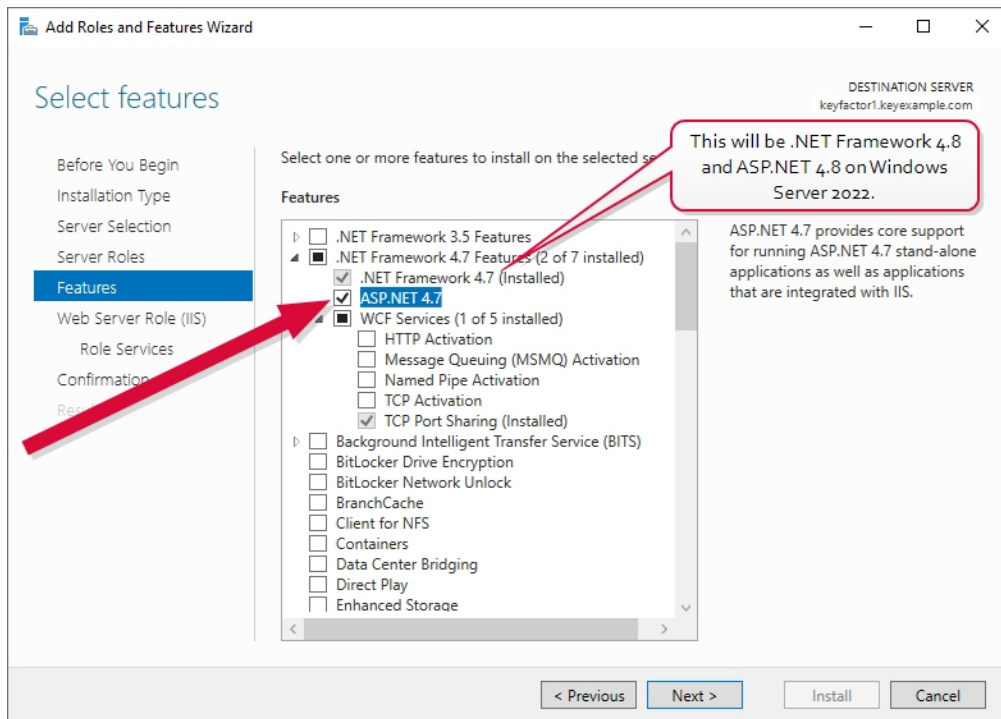 Add Roles and Features Wizard
Select features
DESTINATION SERVER
keyfactor1.keyexample.com
Before You Begin
Installation Type
Server Selection
Server Roles
Features
Web Server Role (IIS)
Role Services
Confirmation
Select one or more features to install on the selected
This will be .NET Framework 4.8
and ASP.NET 4.8 on Windows
Server 2022.
Features
.NET Framework 3.5 Features
.NET Framework 4.7 Features (2 of 7 installed)
.NET Framework 4.7 (Installed)
ASP.NET 4.7
WCF Services (1 of 5 installed)
HTTP Activation
Message Queuing (MSMQ) Activation
Named Pipe Activation
TCP Activation
TCP Port Sharing (Installed)
Background Intelligent Transfer Service (BITS)
BitLocker Drive Encryption
BitLocker Network Unlock
BranchCache
Client for NFS
Containers
Data Center Bridging
Direct Play
Enhanced Storage
ASP.NET 4.7 provides core support
for running ASP.NET 4.7 stand-alone
applications as well as applications
that are integrated with IIS.
< Previous
Next >
Install
Cancel